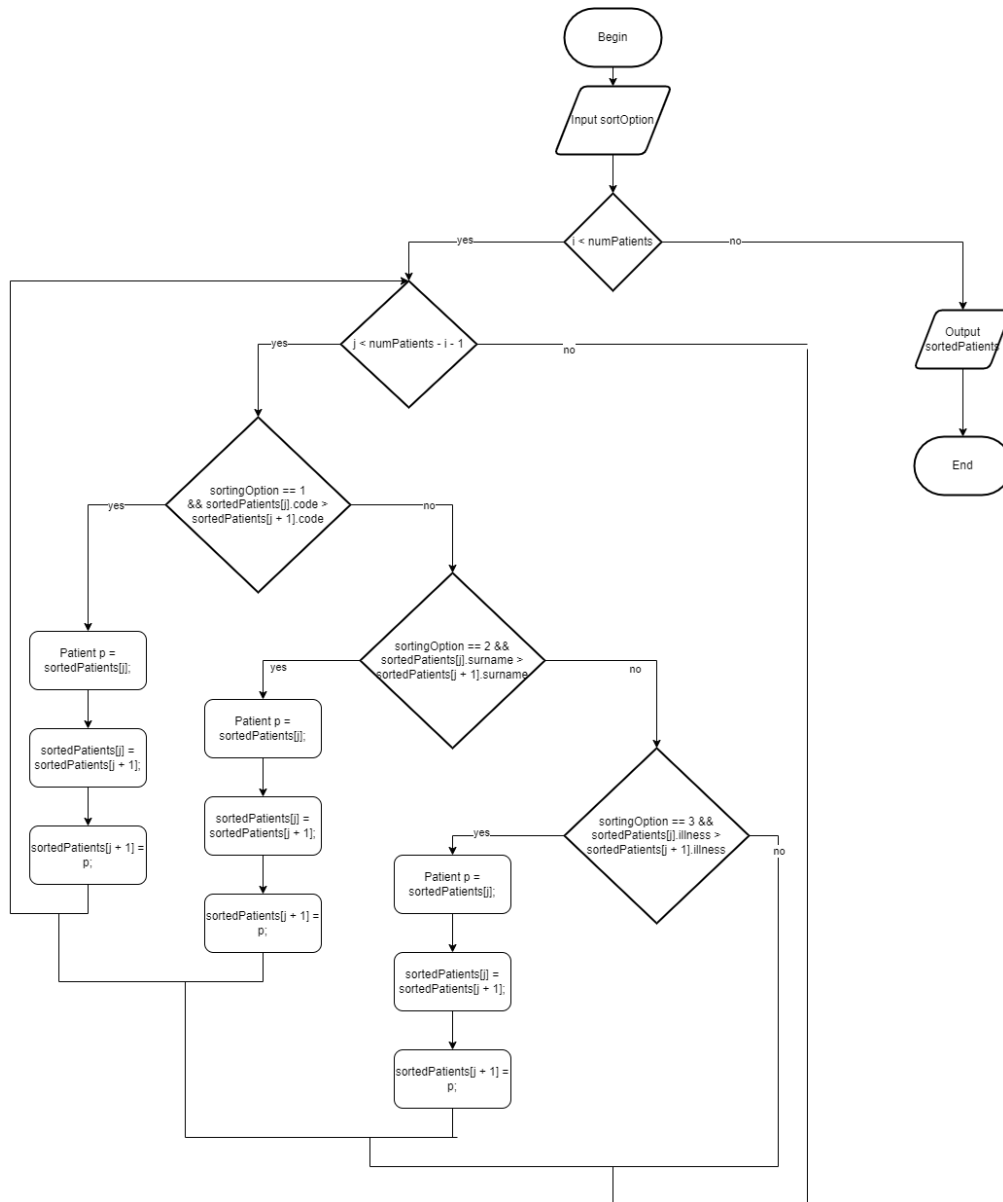 Begin
Input sortOption
i < numPatients
yes
no
j < numPatients - i - 1
yes
no
Output
sortedPatients
End
sortingOption == 1
&& sortedPatients[j].code >
sortedPatients[j + 1].code
yes
no
Patient p =
sortedPatients[j];
sortedPatients[j] =
sortedPatients[j + 1];
sortedPatients[j + 1] =
p;
sortingOption == 2 &&
sortedPatients[j].surname >
sortedPatients[j + 1].surname
yes
no
Patient p =
sortedPatients[j];
sortedPatients[j] =
sortedPatients[j + 1];
sortedPatients[j + 1] =
p;
sortingOption == 3 &&
sortedPatients[j].illness >
sortedPatients[j + 1].illness
yes
no
Patient p =
sortedPatients[j];
sortedPatients[j] =
sortedPatients[j + 1];
sortedPatients[j + 1] =
p;